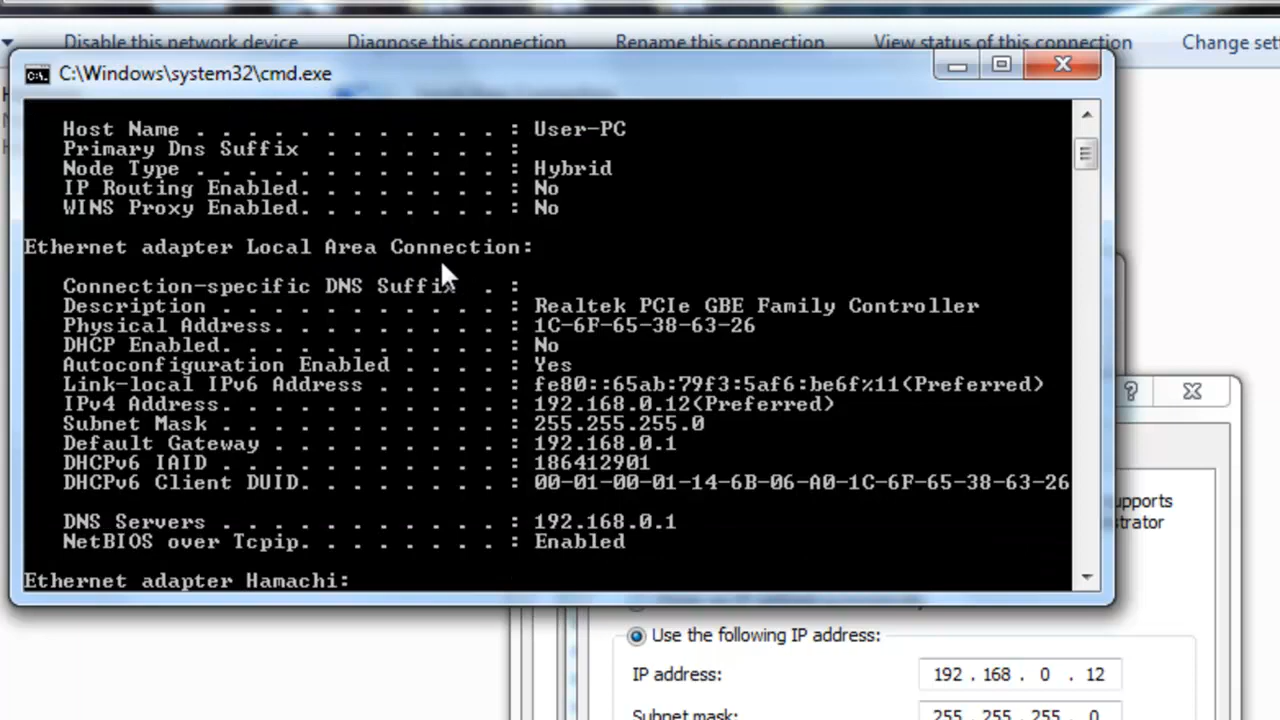 Disable this network device Diagnose this connection Rename this connection View status of this connection Change set
C:\Windows\system32\cmd.exe
Host Name . . . . . . . . . . . . : User-PC
Primary Dns Suffix . . . . . . . :
Node Type . . . . . . . . . . . . : Hybrid
IP Routing Enabled. . . . . . . . : No
WINS Proxy Enabled. . . . . . . . : No
Ethernet adapter Local Area Connection:
Connection-specific DNS Suffix . :
Description . . . . . . . . . . . : Realtek PCIe GBE Family Controller
Physical Address. . . . . . . . . : 1C-6F-65-38-63-26
DHCP Enabled. . . . . . . . . . . : No
Autoconfiguration Enabled . . . . : Yes
Link-local IPv6 Address . . . . . : fe80::65ab:79f3:5af6:be6f%11(Preferred)
IPv4 Address. . . . . . . . . . . : 192.168.0.12(Preferred)
Subnet Mask . . . . . . . . . . . : 255.255.255.0
Default Gateway . . . . . . . . . : 192.168.0.1
DHCPv6 IAID . . . . . . . . . . . : 186412901
DHCPv6 Client DUID. . . . . . . . : 00-01-00-01-14-6B-06-A0-1C-6F-65-38-63-26
upports
strator
DNS Servers . . . . . . . . . . . : 192.168.0.1
NetBIOS over Tcpip. . . . . . . . : Enabled
Ethernet adapter Hamachi:
Use the following IP address:
IP address: 192 . 168 . 0 . 12
Subnet mask: 255 . 255 . 255 . 0